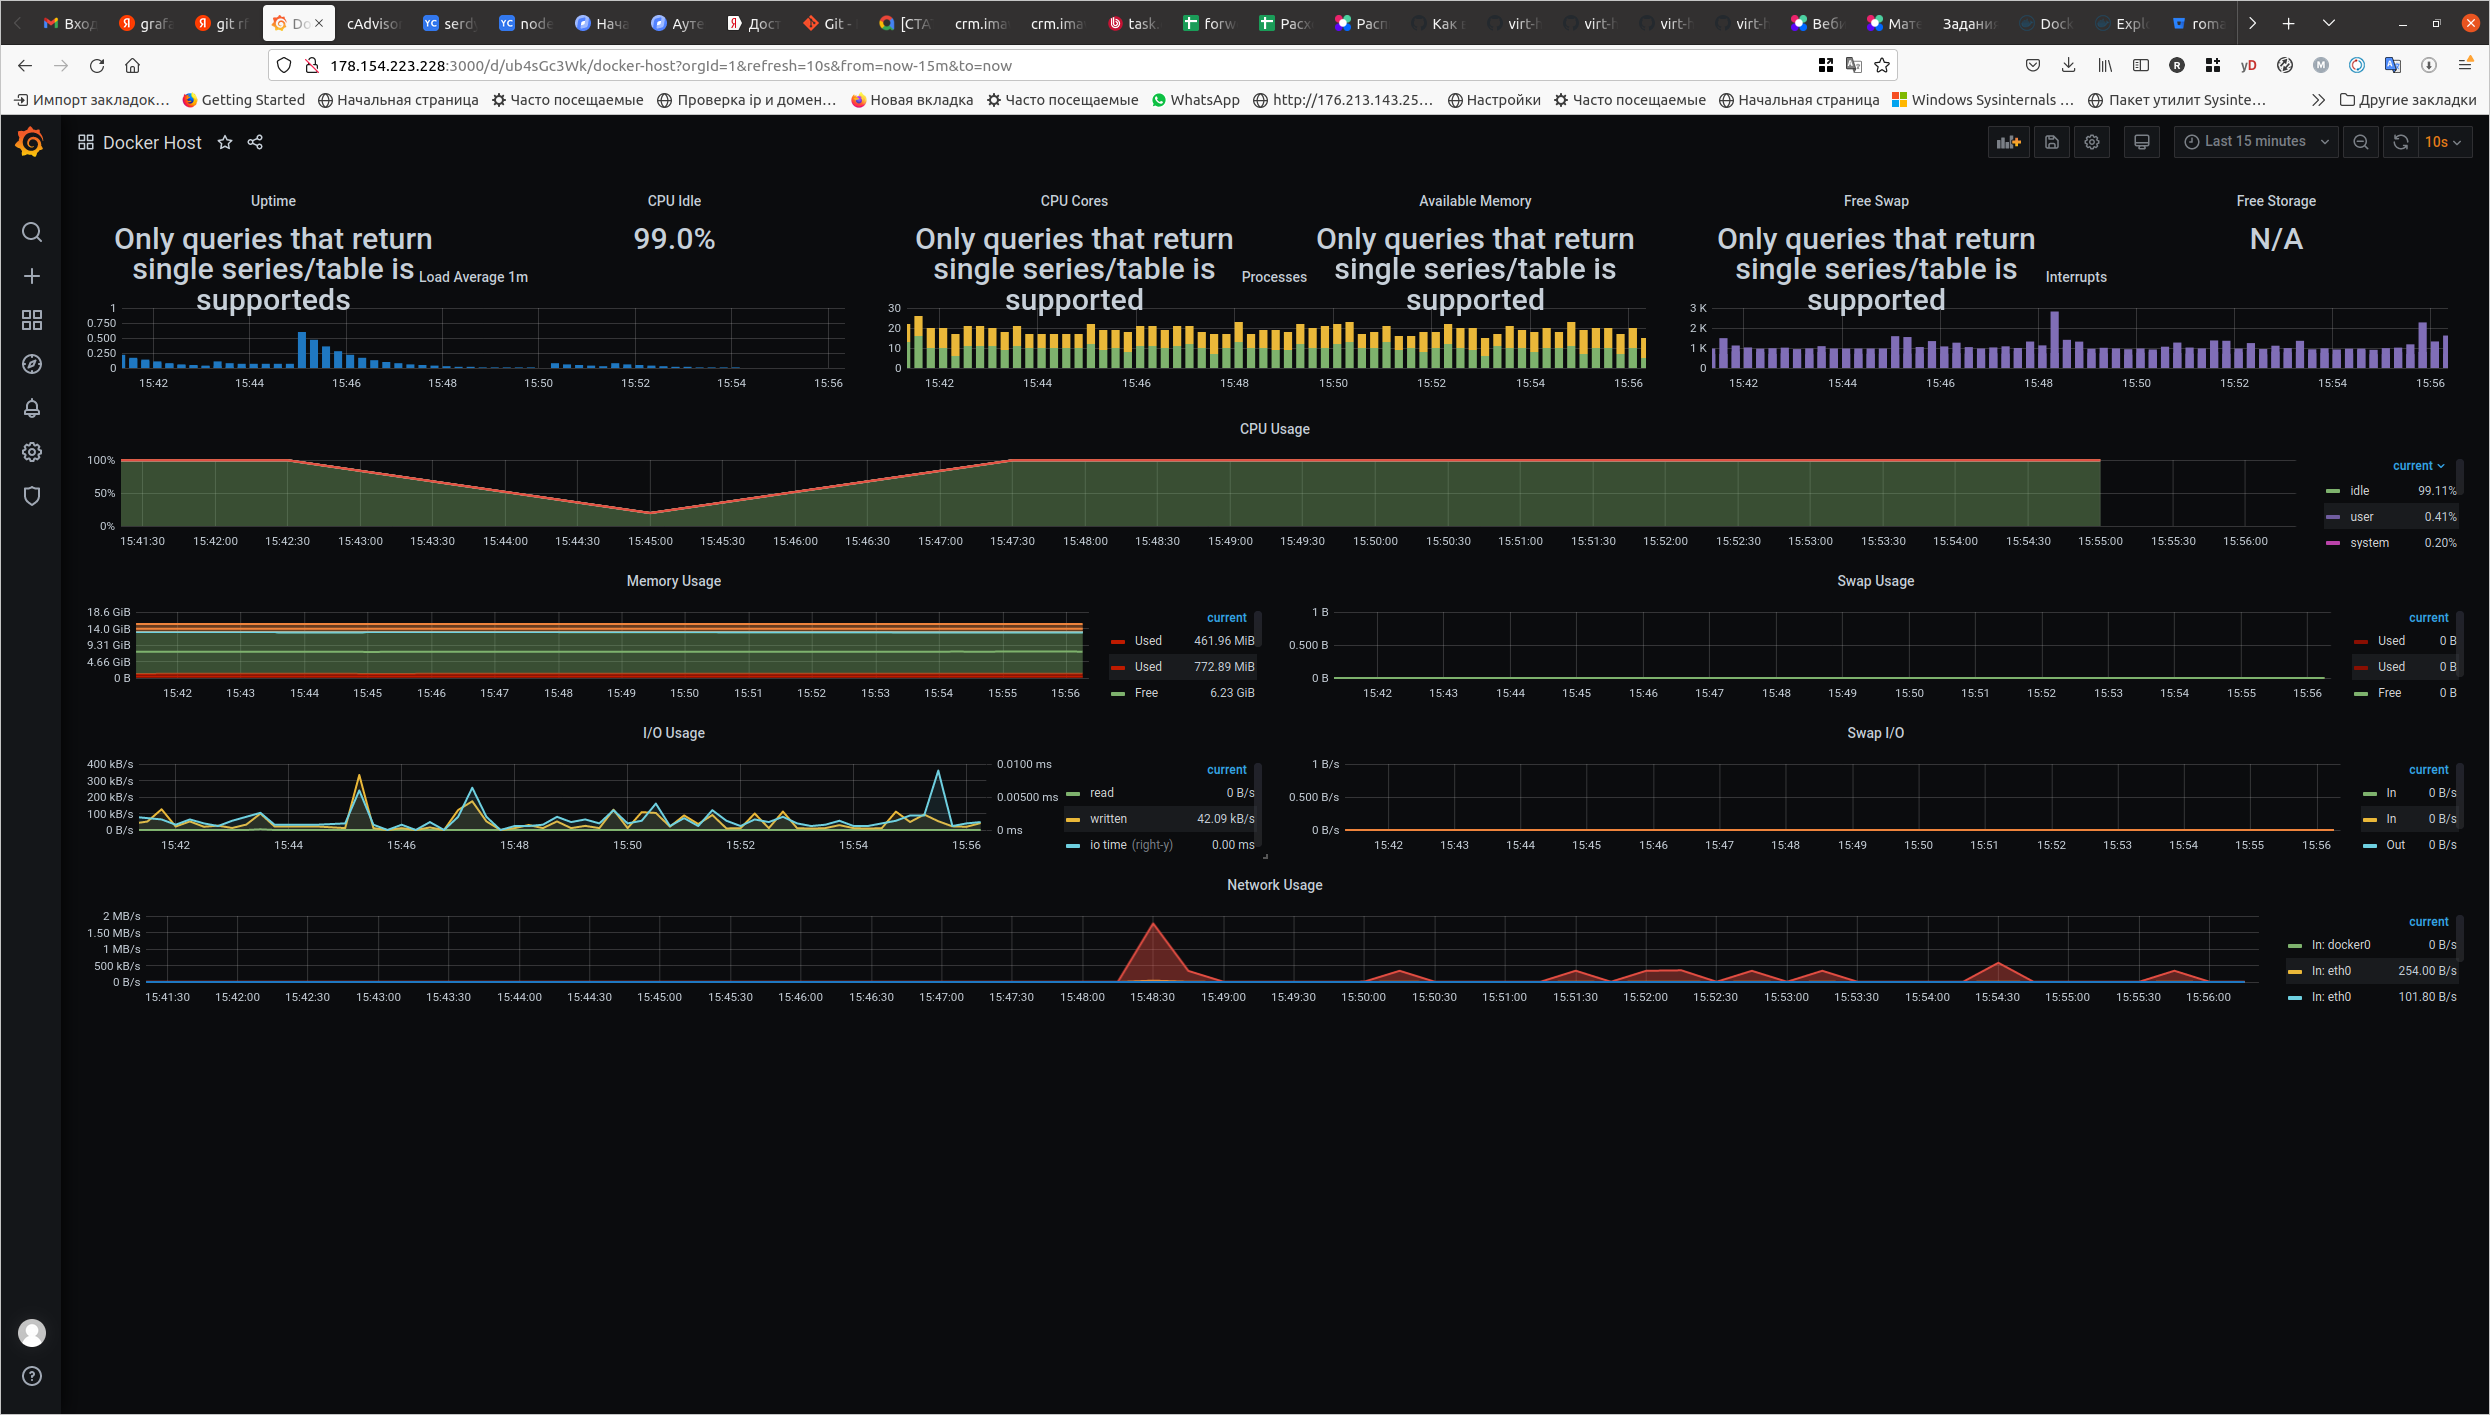 Вход
grafa
git rf
Do
cAdvisor
serdy
node
Нача
Ауте
Дост
Git -
[СТА
crm.ima
crm.ima
task.
forw
Расх
Расп
Как в
virt-h
virt-h
virt-h
virt-h
Веби
Мате
Задания
Dock
Explo
roma
178.154.223.228:3000/d/ub4sGc3Wk/docker-host?orgId=1&refresh=10s&from=now-15m&to=now
yD
Импорт закладок… Getting Started Начальная страница Часто посещаемые Проверка ip и домен… Новая вкладка Часто посещаемые WhatsApp http://176.213.143.25… Настройки Часто посещаемые Начальная страница Windows Sysinternals … Пакет утилит Sysinte… Другие закладки
Docker Host
Last 15 minutes
10s
Uptime
Only queries that return
single series/table is
supporteds
CPU Idle
99.0%
CPU Cores
Only queries that return
single series/table is
supported
Available Memory
Only queries that return
single series/table is
supported
Free Swap
Only queries that return
single series/table is
supported
Free Storage
N/A
Load Average 1m
1
0.750
0.500
0.250
0
15:42 15:44 15:46 15:48 15:50 15:52 15:54 15:56
Processes
30
20
10
0
15:42 15:44 15:46 15:48 15:50 15:52 15:54 15:56
Interrupts
3 K
2 K
1 K
0
15:42 15:44 15:46 15:48 15:50 15:52 15:54 15:56
CPU Usage
100%
50%
0%
15:41:30 15:42:00 15:42:30 15:43:00 15:43:30 15:44:00 15:44:30 15:45:00 15:45:30 15:46:00 15:46:30 15:47:00 15:47:30 15:48:00 15:48:30 15:49:00 15:49:30 15:50:00 15:50:30 15:51:00 15:51:30 15:52:00 15:52:30 15:53:00 15:53:30 15:54:00 15:54:30 15:55:00 15:55:30 15:56:00
current
idle 99.11%
user 0.41%
system 0.20%
Memory Usage
18.6 GiB
14.0 GiB
9.31 GiB
4.66 GiB
0 B
15:42 15:43 15:44 15:45 15:46 15:47 15:48 15:49 15:50 15:51 15:52 15:53 15:54 15:55 15:56
current
Used 461.96 MiB
Used 772.89 MiB
Free 6.23 GiB
Swap Usage
1 B
0.500 B
0 B
15:42 15:43 15:44 15:45 15:46 15:47 15:48 15:49 15:50 15:51 15:52 15:53 15:54 15:55 15:56
current
Used 0 B
Used 0 B
Free 0 B
I/O Usage
400 kB/s
300 kB/s
200 kB/s
100 kB/s
0 B/s
0.0100 ms
0.00500 ms
0 ms
15:42 15:44 15:46 15:48 15:50 15:52 15:54 15:56
current
read 0 B/s
written 42.09 kB/s
io time (right-y) 0.00 ms
Swap I/O
1 B/s
0.500 B/s
0 B/s
15:42 15:43 15:44 15:45 15:46 15:47 15:48 15:49 15:50 15:51 15:52 15:53 15:54 15:55 15:56
current
In 0 B/s
In 0 B/s
Out 0 B/s
Network Usage
2 MB/s
1.50 MB/s
1 MB/s
500 kB/s
0 B/s
15:41:30 15:42:00 15:42:30 15:43:00 15:43:30 15:44:00 15:44:30 15:45:00 15:45:30 15:46:00 15:46:30 15:47:00 15:47:30 15:48:00 15:48:30 15:49:00 15:49:30 15:50:00 15:50:30 15:51:00 15:51:30 15:52:00 15:52:30 15:53:00 15:53:30 15:54:00 15:54:30 15:55:00 15:55:30 15:56:00
current
In: docker0 0 B/s
In: eth0 254.00 B/s
In: eth0 101.80 B/s